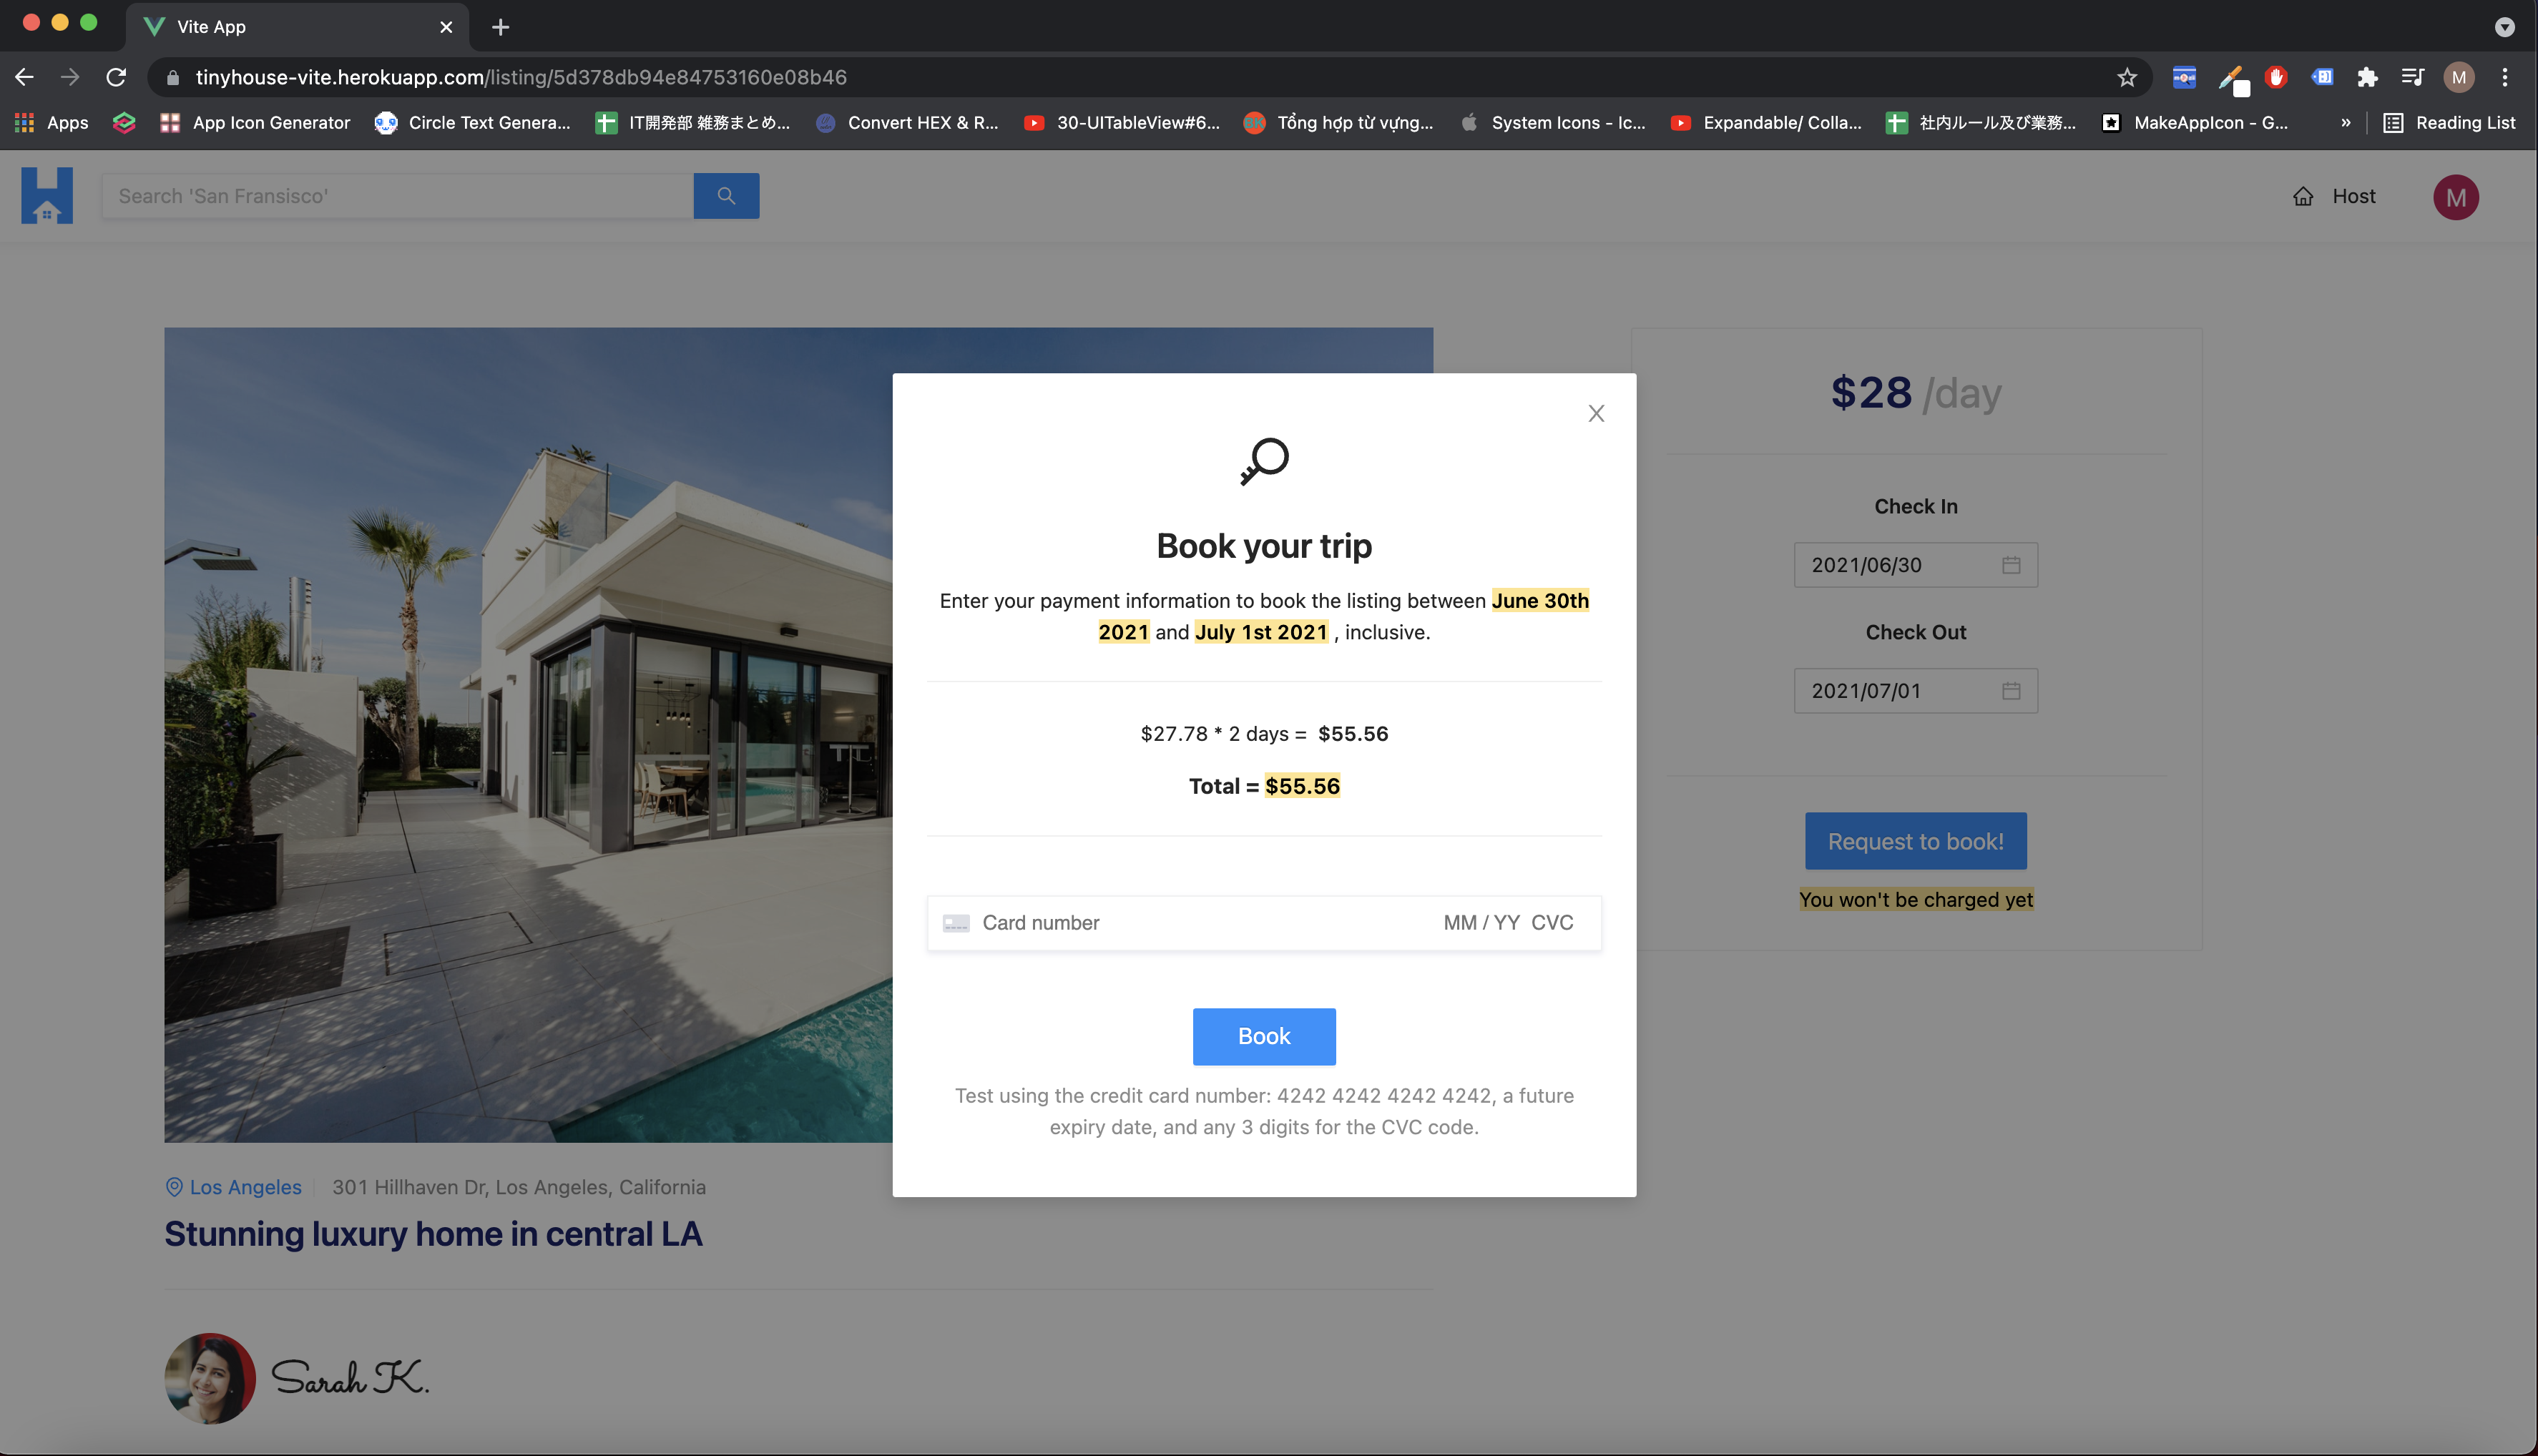 Vite App
tinyhouse-vite.herokuapp.com/listing/5d378db94e84753160e08b46
M
Apps
App Icon Generator
Circle Text Genera...
IT開発部 雑務まとめ...
Convert HEX & R...
30-UITableView#6...
Tổng hợp từ vựng...
System Icons - Ic...
Expandable/ Colla...
社内ルール及び業務...
MakeAppIcon - G...
»
Reading List
Search 'San Fransisco'
Host
M
$28 /day
Check In
2021/06/30
Check Out
2021/07/01
Request to book!
You won't be charged yet
Book your trip
Enter your payment information to book the listing between June 30th
2021 and July 1st 2021 , inclusive.
$27.78 * 2 days = $55.56
Total = $55.56
Card number MM / YY CVC
Book
Test using the credit card number: 4242 4242 4242 4242, a future
expiry date, and any 3 digits for the CVC code.
Los Angeles 301 Hillhaven Dr, Los Angeles, California
Stunning luxury home in central LA
Sarah K.